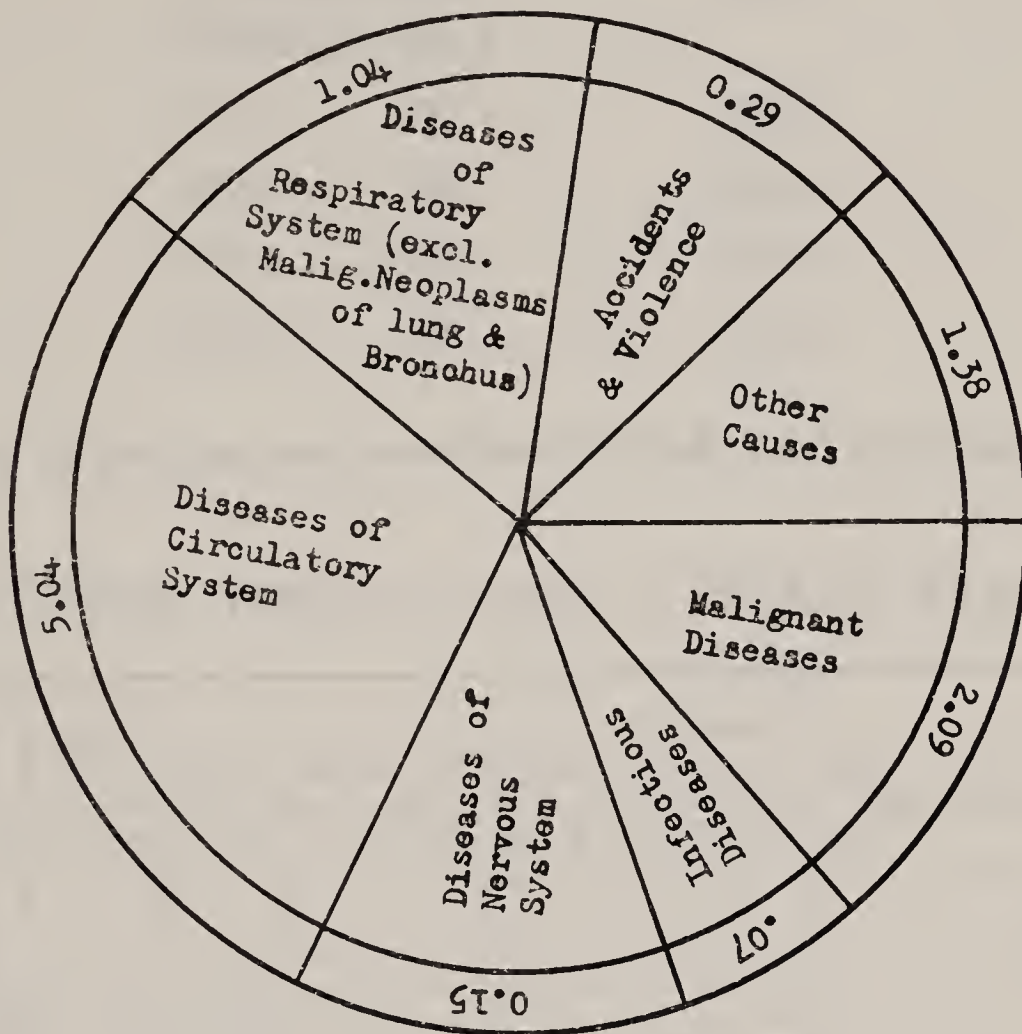 1.04
Diseases
of
Respiratory
System (excl.
Malig.Neoplasms
of lung &
Bronchus)
0.29
Accidents
& Violence
1.38
Other
Causes
2.09
Malignant
Diseases
.07
Infectious
Diseases
0.15
Diseases of
Nervous
System
5.04
Diseases of
Circulatory
System